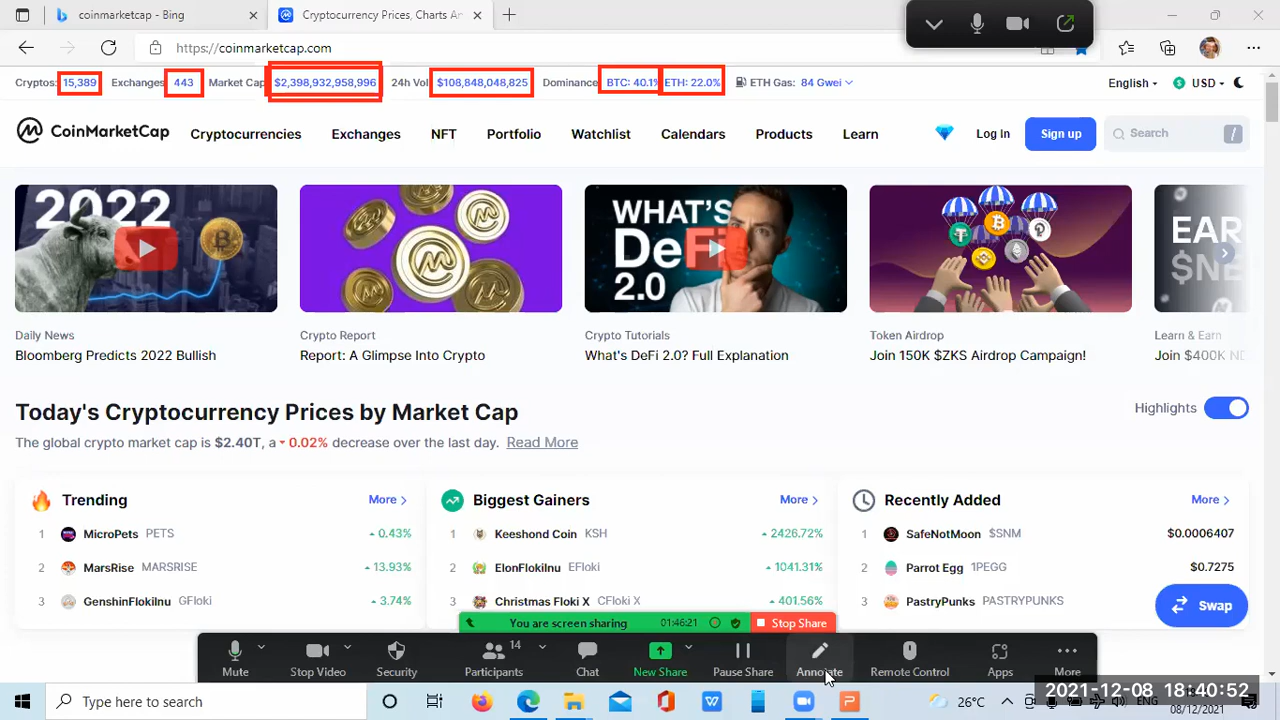 coinmarketcap - Bing
Cryptocurrency Prices, Charts An
https://coinmarketcap.com
Cryptos: 15,389 Exchanges 443 Market Cap $2,398,932,958,996 24h Vol $108,848,048,825 Dominance BTC: 40.1% ETH: 22.0% ETH Gas: 84 Gwei English USD
CoinMarketCap Cryptocurrencies Exchanges NFT Portfolio Watchlist Calendars Products Learn Log In Sign up Search /
2022
WHAT'S
DeFi
2.0
EAR
$NE
Daily News
Bloomberg Predicts 2022 Bullish
Crypto Report
Report: A Glimpse Into Crypto
Crypto Tutorials
What's DeFi 2.0? Full Explanation
Token Airdrop
Join 150K $ZKS Airdrop Campaign!
Learn & Earn
Join $400K
Today's Cryptocurrency Prices by Market Cap
Highlights
The global crypto market cap is $2.40T, a 0.02% decrease over the last day. Read More
Trending More
1 MicroPets PETS 0.43%
2 MarsRise MARSRISE 13.93%
3 GenshinFlokiInu GFloki 3.74%
Biggest Gainers More
1 Keeshond Coin KSH 2426.72%
2 ElonFlokiInu EFloki 1041.31%
3 Christmas Floki X CFloki X 401.56%
Recently Added More
1 SafeNotMoon $SNM $0.0006407
2 Parrot Egg 1PEGG $0.7275
3 PastryPunks PASTRYPUNKS
Swap
You are screen sharing 01:46:21 Stop Share
Mute Stop Video Security Participants 14 Chat New Share Pause Share Annotate Remote Control Apps More
Type here to search
26°C
ENG
2021-12-08 18:40:52
08/12/2021